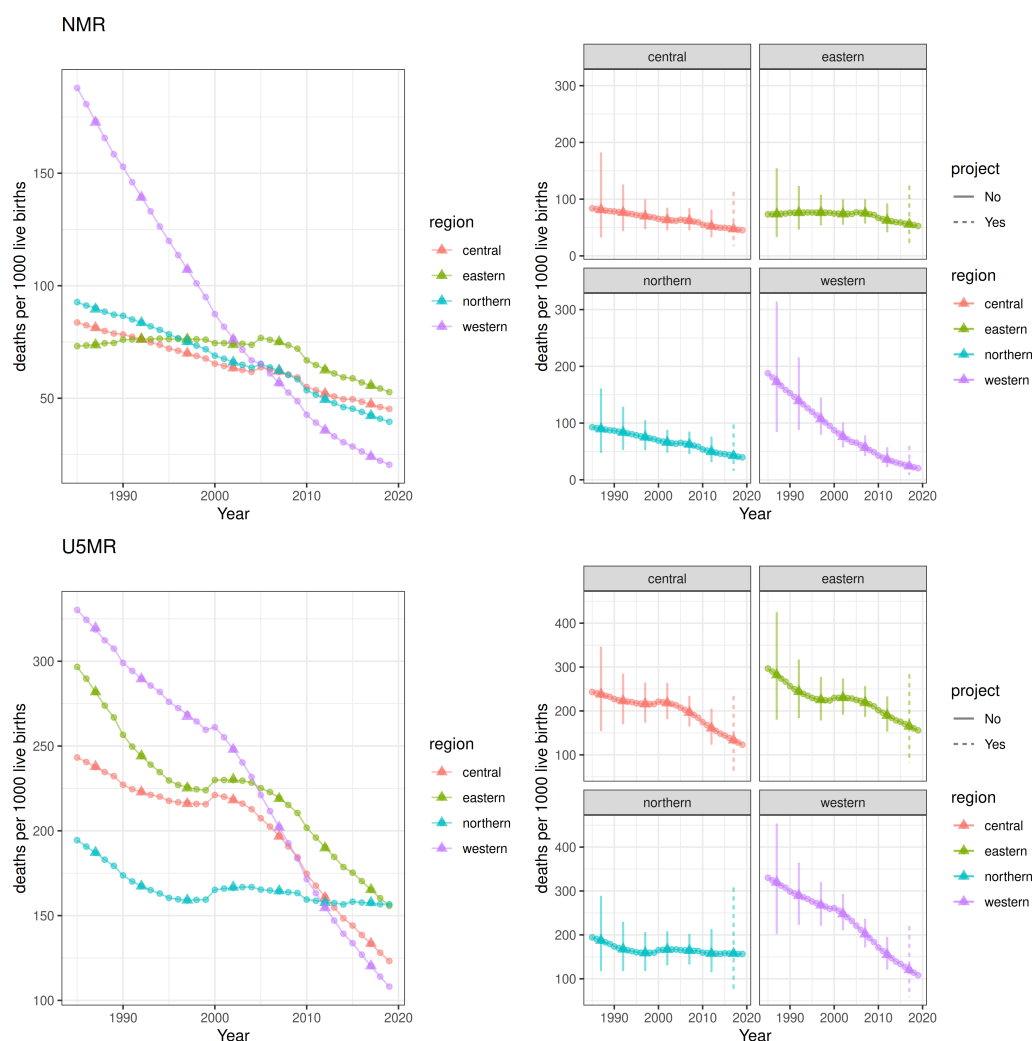 NMR
deaths per 1000 live births
150
100
50
1990
2000
2010
2020
Year
region
central
eastern
northern
western
central
eastern
northern
western
deaths per 1000 live births
300
200
100
0
300
200
100
0
1990
2000
2010
2020
1990
2000
2010
2020
Year
project
No
Yes
region
central
eastern
northern
western
U5MR
deaths per 1000 live births
300
250
200
150
100
1990
2000
2010
2020
Year
region
central
eastern
northern
western
central
eastern
northern
western
deaths per 1000 live births
400
300
200
100
400
300
200
100
1990
2000
2010
2020
1990
2000
2010
2020
Year
project
No
Yes
region
central
eastern
northern
western